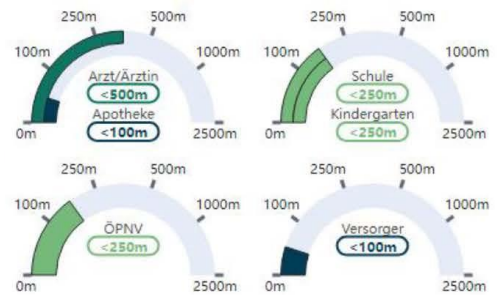 250m 500m
100m 1000m
Arzt/Ärztin
<500m
Apotheke
<100m
0m 2500m
250m 500m
100m 1000m
Schule
<250m
Kindergarten
<250m
0m 2500m
250m 500m
100m 1000m
ÖPNV
<250m
0m 2500m
250m 500m
100m 1000m
Versorger
<100m
0m 2500m